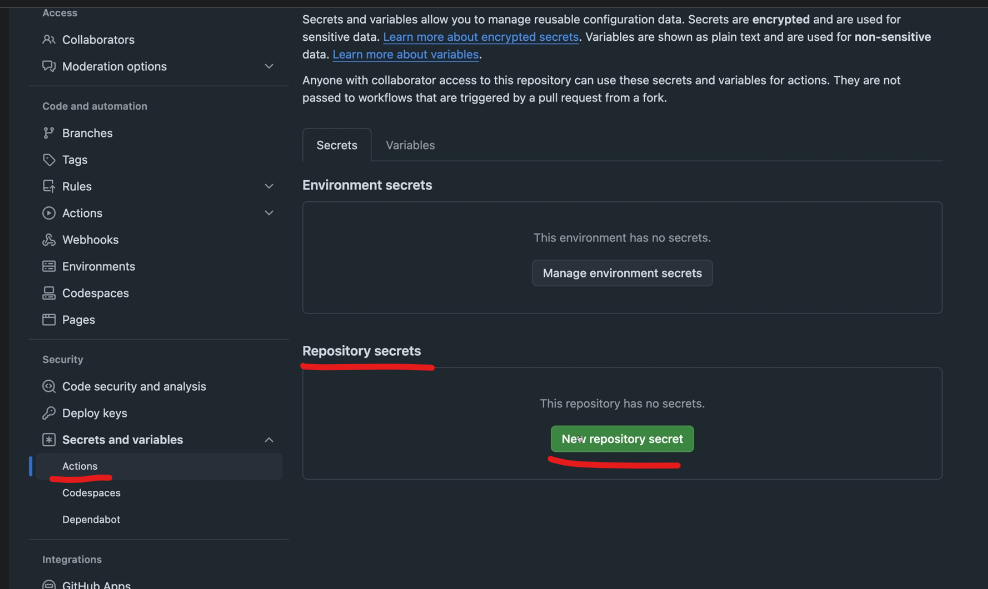 Access
Collaborators
Moderation options
Code and automation
Branches
Tags
Rules
Actions
Webhooks
Environments
Codespaces
Pages
Security
Code security and analysis
Deploy keys
Secrets and variables
Actions
Codespaces
Dependabot
Integrations
GitHub Apps
Secrets and variables allow you to manage reusable configuration data. Secrets are encrypted and are used for
sensitive data. Learn more about encrypted secrets. Variables are shown as plain text and are used for non-sensitive
data. Learn more about variables.
Anyone with collaborator access to this repository can use these secrets and variables for actions. They are not
passed to workflows that are triggered by a pull request from a fork.
Secrets
Variables
Environment secrets
This environment has no secrets.
Manage environment secrets
Repository secrets
This repository has no secrets.
New repository secret